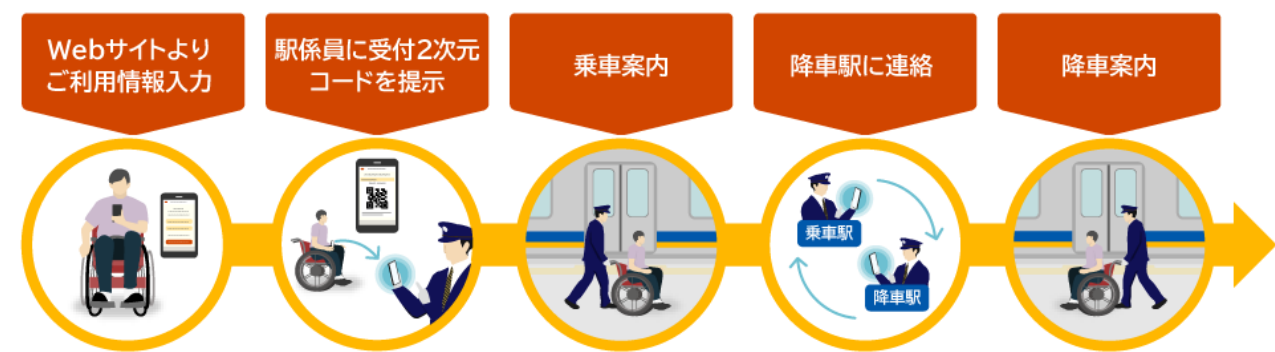 Webサイトより
ご利用情報入力
駅係員に受付2次元
コードを提示
乗車案内
降車駅に連絡
降車案内
乗車駅
降車駅